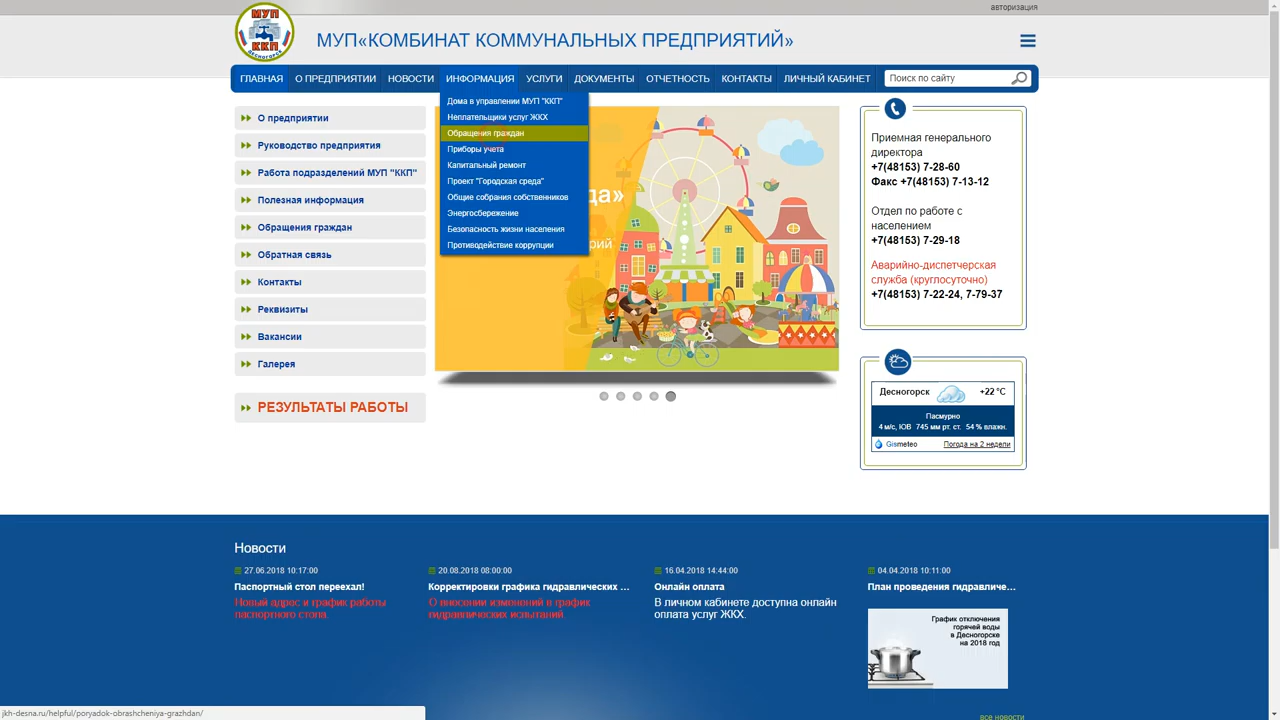 авторизация
МУП
ККП
ДЕСНОГОРСК
МУП«КОМБИНАТ КОММУНАЛЬНЫХ ПРЕДПРИЯТИЙ»
ГЛАВНАЯ О ПРЕДПРИЯТИИ НОВОСТИ ИНФОРМАЦИЯ УСЛУГИ ДОКУМЕНТЫ ОТЧЕТНОСТЬ КОНТАКТЫ ЛИЧНЫЙ КАБИНЕТ Поиск по сайту
Дома в управлении МУП "ККП"
Неплательщики услуг ЖКХ
Обращения граждан
Приборы учета
Капитальный ремонт
Проект "Городская среда"
Общие собрания собственников
Энергосбережение
Безопасность жизни населения
Противодействие коррупции
О предприятии
Руководство предприятия
Работа подразделений МУП "ККП"
Полезная информация
Обращения граждан
Обратная связь
Контакты
Реквизиты
Вакансии
Галерея
РЕЗУЛЬТАТЫ РАБОТЫ
да»
рий
Приемная генерального
директора
+7(48153) 7-28-60
Факс +7(48153) 7-13-12
Отдел по работе с
населением
+7(48153) 7-29-18
Аварийно-диспетчерская
служба (круглосуточно)
+7(48153) 7-22-24, 7-79-37
Десногорск +22 °C
Пасмурно
4 м/с, ЮВ 745 мм рт. ст. 54 % влажн.
Gismeteo Погода на 2 недели
Новости
27.06.2018 10:17:00
Паспортный стол переехал!
Новый адрес и график работы
паспортного стола.
20.08.2018 08:00:00
Корректировки графика гидравлических ...
О внесении изменений в график
гидравлических испытаний.
16.04.2018 14:44:00
Онлайн оплата
В личном кабинете доступна онлайн
оплата услуг ЖКХ.
04.04.2018 10:11:00
План проведения гидравличе...
График отключения
горячей воды
в Десногорске
на 2018 год
все новости
jkh-desna.ru/helpful/poryadok-obrashcheniya-grazhdan/